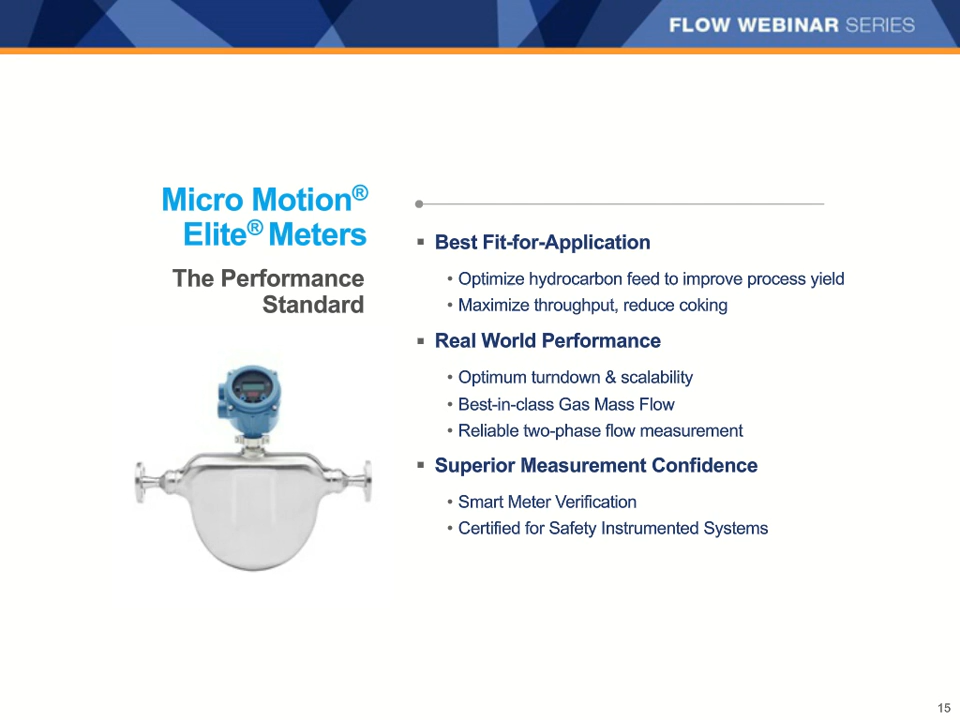 FLOW WEBINAR SERIES
Micro Motion®
Elite® Meters
The Performance
Standard
▪ Best Fit-for-Application
• Optimize hydrocarbon feed to improve process yield
• Maximize throughput, reduce coking
▪ Real World Performance
• Optimum turndown & scalability
• Best-in-class Gas Mass Flow
• Reliable two-phase flow measurement
▪ Superior Measurement Confidence
• Smart Meter Verification
• Certified for Safety Instrumented Systems
15